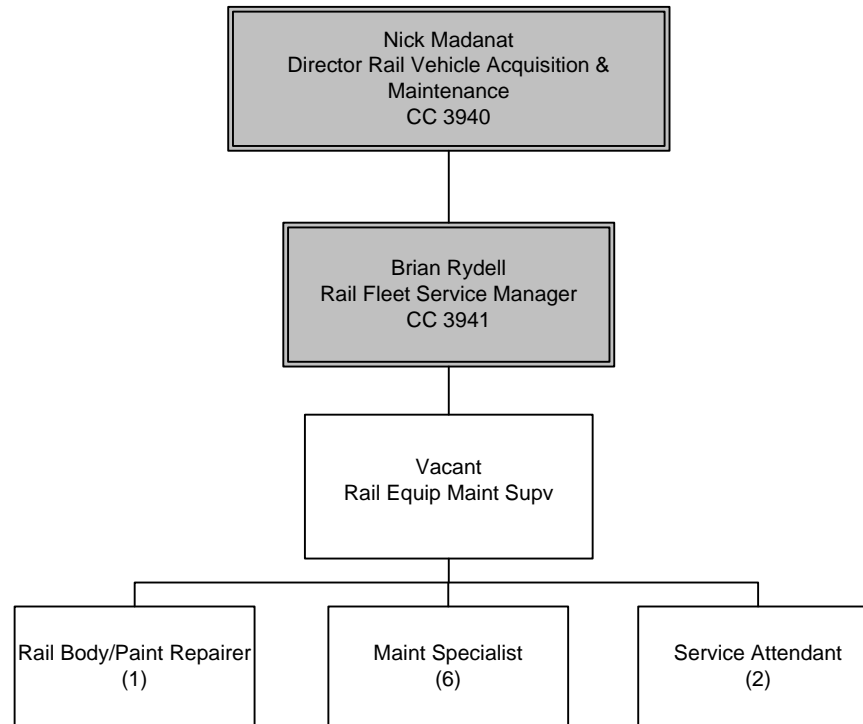 Nick Madanat
Director Rail Vehicle Acquisition &
Maintenance
CC 3940
Brian Rydell
Rail Fleet Service Manager
CC 3941
Vacant
Rail Equip Maint Supv
Rail Body/Paint Repairer
(1)
Maint Specialist
(6)
Service Attendant
(2)